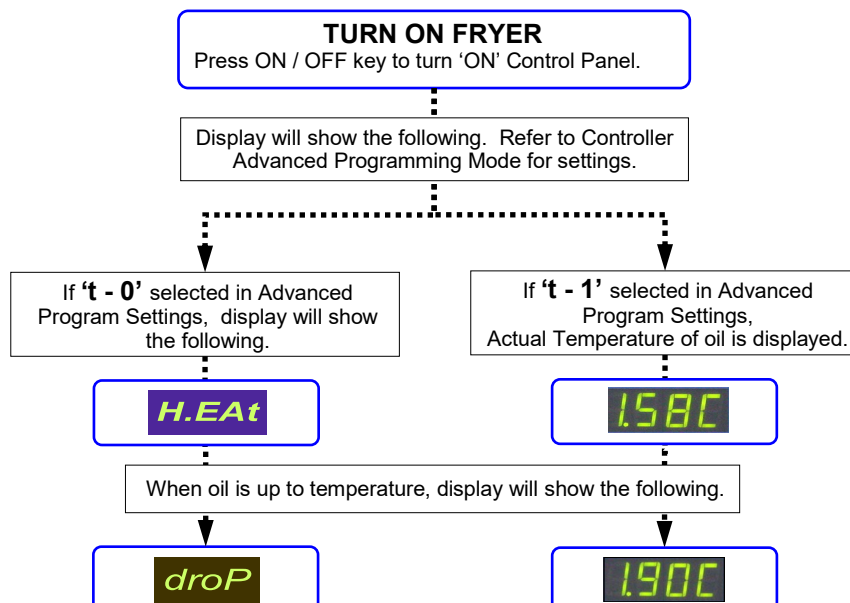 TURN ON FRYER
Press ON / OFF key to turn ‘ON’ Control Panel.
Display will show the following.  Refer to Controller
Advanced Programming Mode for settings.
If ‘t - 0’ selected in Advanced
Program Settings,  display will show
the following.
If ‘t - 1’ selected in Advanced
Program Settings,
Actual Temperature of oil is displayed.
H.EAt
1.58C
When oil is up to temperature, display will show the following.
droP
1.90C